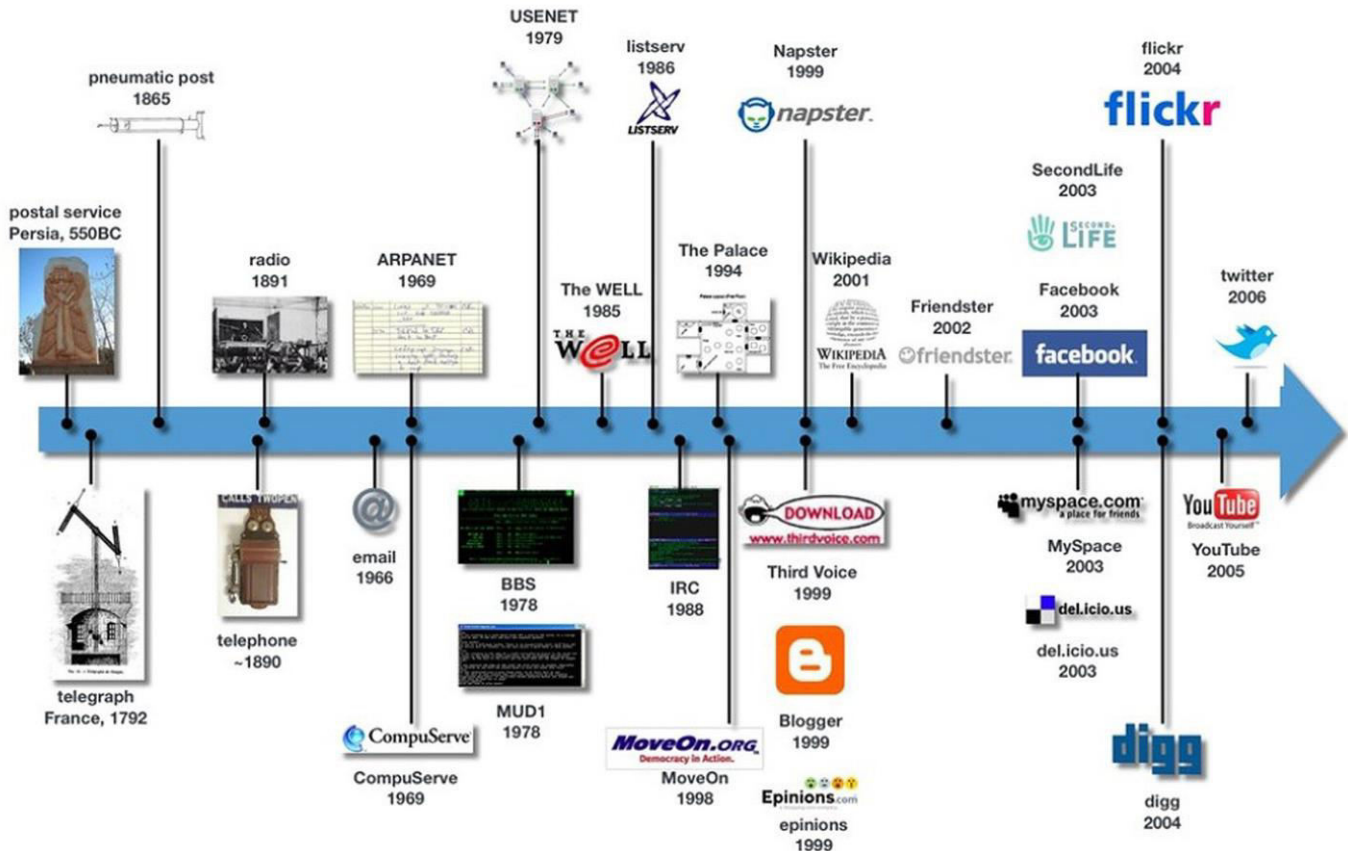 USENET
1979
listserv
1986
LISTSERV
Napster
1999
napster
flickr
2004
flickr
pneumatic post
1865
SecondLife
2003
SECOND
LIFE
postal service
Persia, 550BC
radio
1891
ARPANET
1969
The WELL
1985
THE
W@LL
The Palace
1994
Wikipedia
2001
WIKIPEDIA
The Free Encyclopedia
Friendster
2002
friendster
Facebook
2003
facebook
twitter
2006
telegraph
France, 1792
telephone
~1890
@
email
1966
CompuServe
CompuServe
1969
BBS
1978
MUD1
1978
IRC
1988
MoveOn.ORG
Democracy in Action.
MoveOn
1998
DOWNLOAD
www.thirdvoice.com
Third Voice
1999
Blogger
1999
Epinions.com
epinions
1999
myspace.com
a place for friends
MySpace
2003
del.icio.us
del.icio.us
2003
digg
digg
2004
YouTube
Broadcast Yourself™
YouTube
2005